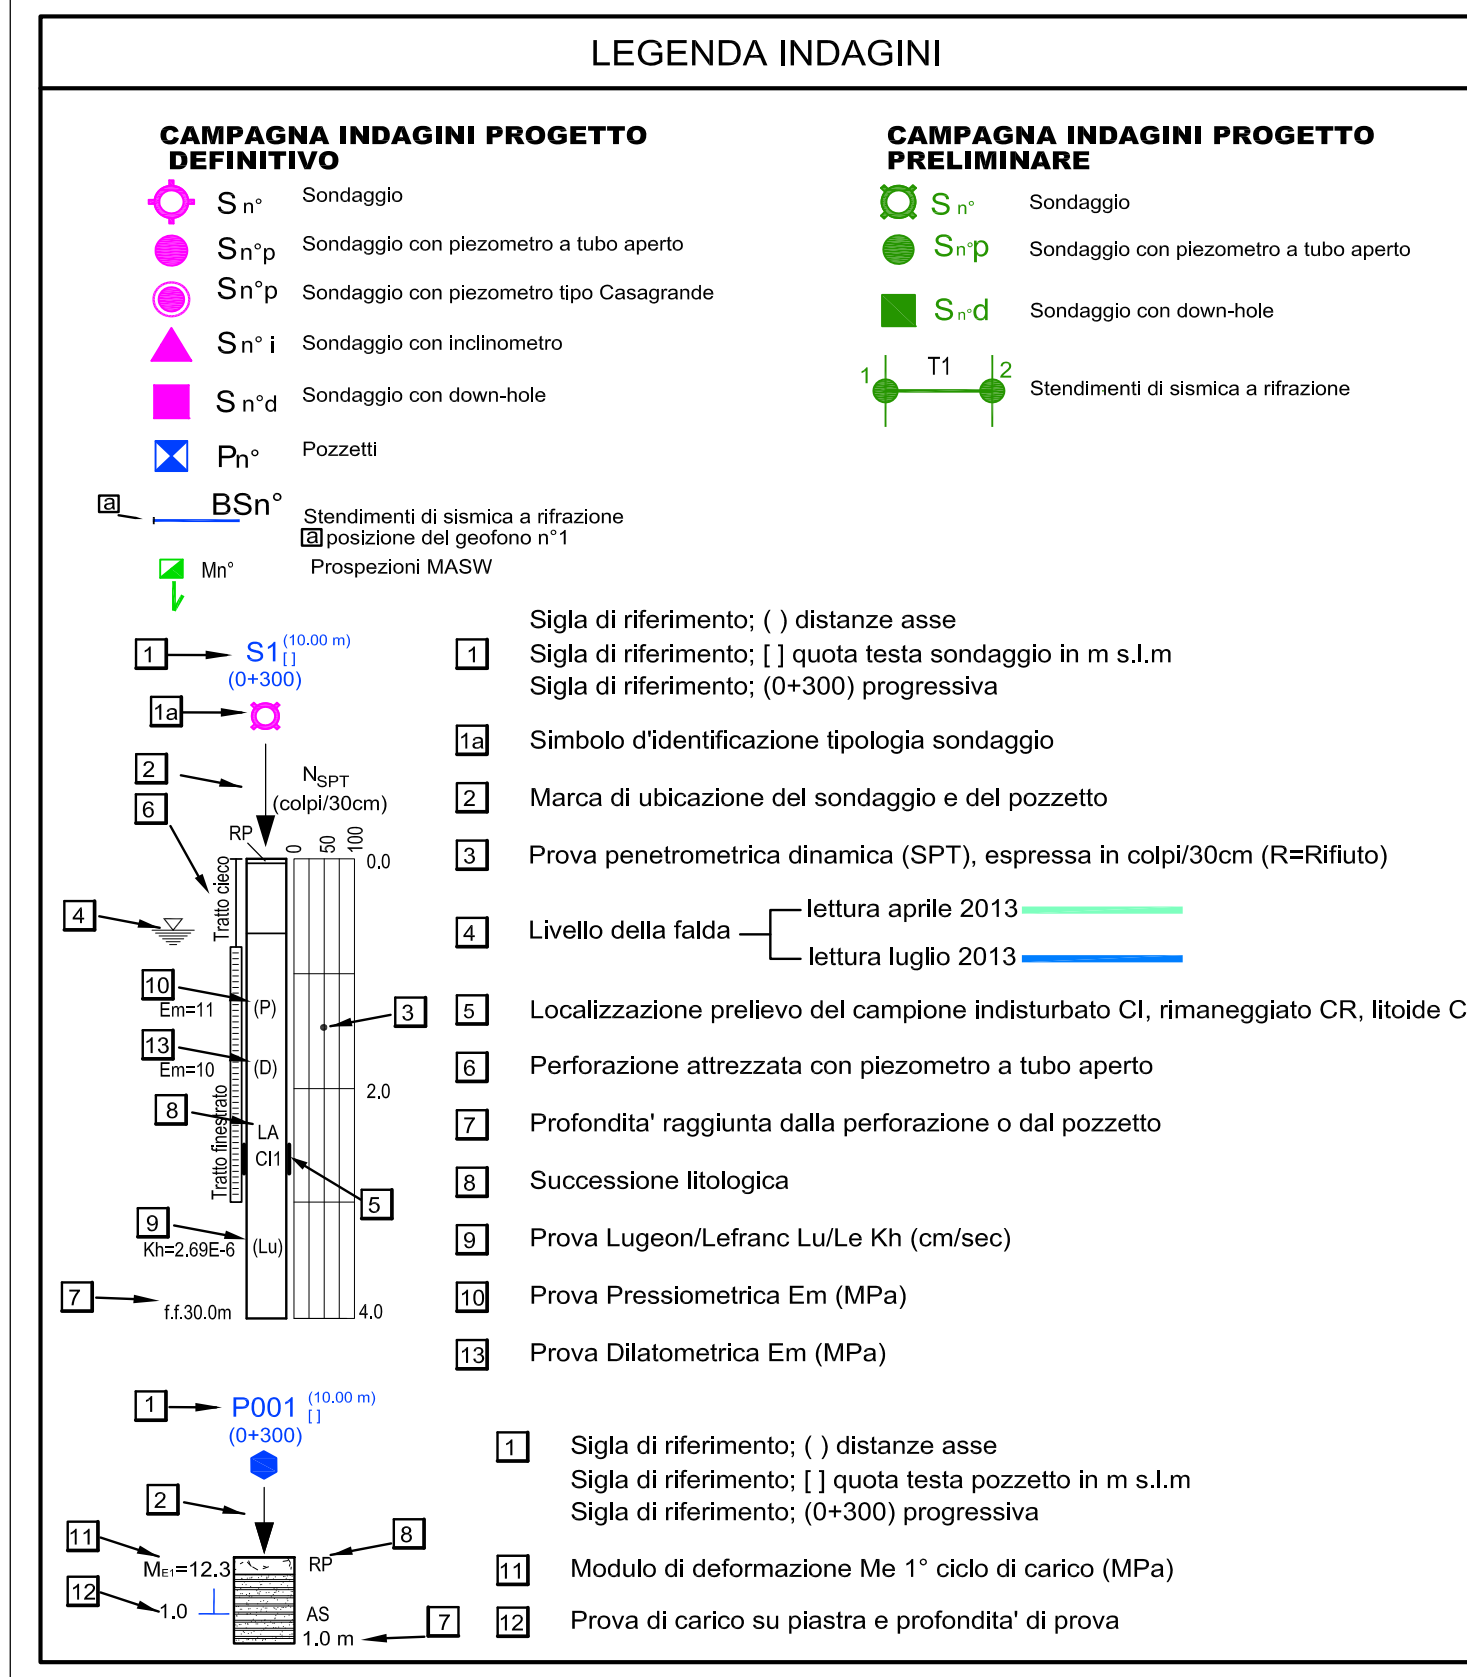 LEGENDA INDAGINI
CAMPAGNA INDAGINI PROGETTO
DEFINITIVO
S n° Sondaggio
Sn°p Sondaggio con piezometro a tubo aperto
Sn°p Sondaggio con piezometro tipo Casagrande
Sn° i Sondaggio con inclinometro
S n°d Sondaggio con down-hole
Pn° Pozzetti
a BSn° Stendimenti di sismica a rifrazione
a posizione del geofono n°1
Mn° Prospezioni MASW
CAMPAGNA INDAGINI PROGETTO
PRELIMINARE
S n° Sondaggio
Sn°p Sondaggio con piezometro a tubo aperto
Sn°d Sondaggio con down-hole
1 T1 2 Stendimenti di sismica a rifrazione
1 S1 (10.00 m)
[ ]
(0+300)
1a
2
6
NSPT
(colpi/30cm)
RP
0 50 100
0.0
Tratto cieco
4
10
Em=11 (P)
3
13
Em=10 (D)
2.0
8
LA
CI1
Tratto finestrato
5
9
Kh=2.69E-6 (Lu)
7
f.f.30.0m
4.0
Sigla di riferimento; ( ) distanze asse
1 Sigla di riferimento; [ ] quota testa sondaggio in m s.l.m
Sigla di riferimento; (0+300) progressiva
1a Simbolo d'identificazione tipologia sondaggio
2 Marca di ubicazione del sondaggio e del pozzetto
3 Prova penetrometrica dinamica (SPT), espressa in colpi/30cm (R=Rifiuto)
4 Livello della falda
lettura aprile 2013
lettura luglio 2013
5 Localizzazione prelievo del campione indisturbato CI, rimaneggiato CR, litoide C
6 Perforazione attrezzata con piezometro a tubo aperto
7 Profondita' raggiunta dalla perforazione o dal pozzetto
8 Successione litologica
9 Prova Lugeon/Lefranc Lu/Le Kh (cm/sec)
10 Prova Pressiometrica Em (MPa)
13 Prova Dilatometrica Em (MPa)
1 P001 (10.00 m)
[ ]
(0+300)
2
11
ME1=12.3
8
RP
12
1.0
AS
1.0 m
7
1 Sigla di riferimento; ( ) distanze asse
Sigla di riferimento; [ ] quota testa pozzetto in m s.l.m
Sigla di riferimento; (0+300) progressiva
11 Modulo di deformazione Me 1° ciclo di carico (MPa)
12 Prova di carico su piastra e profondita' di prova